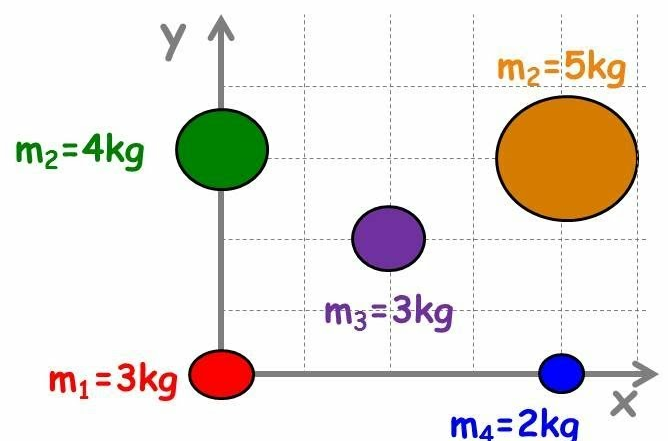 y
m₂=5kg
m₂=4kg
m₃=3kg
m₁=3kg
x
m₄=2kg